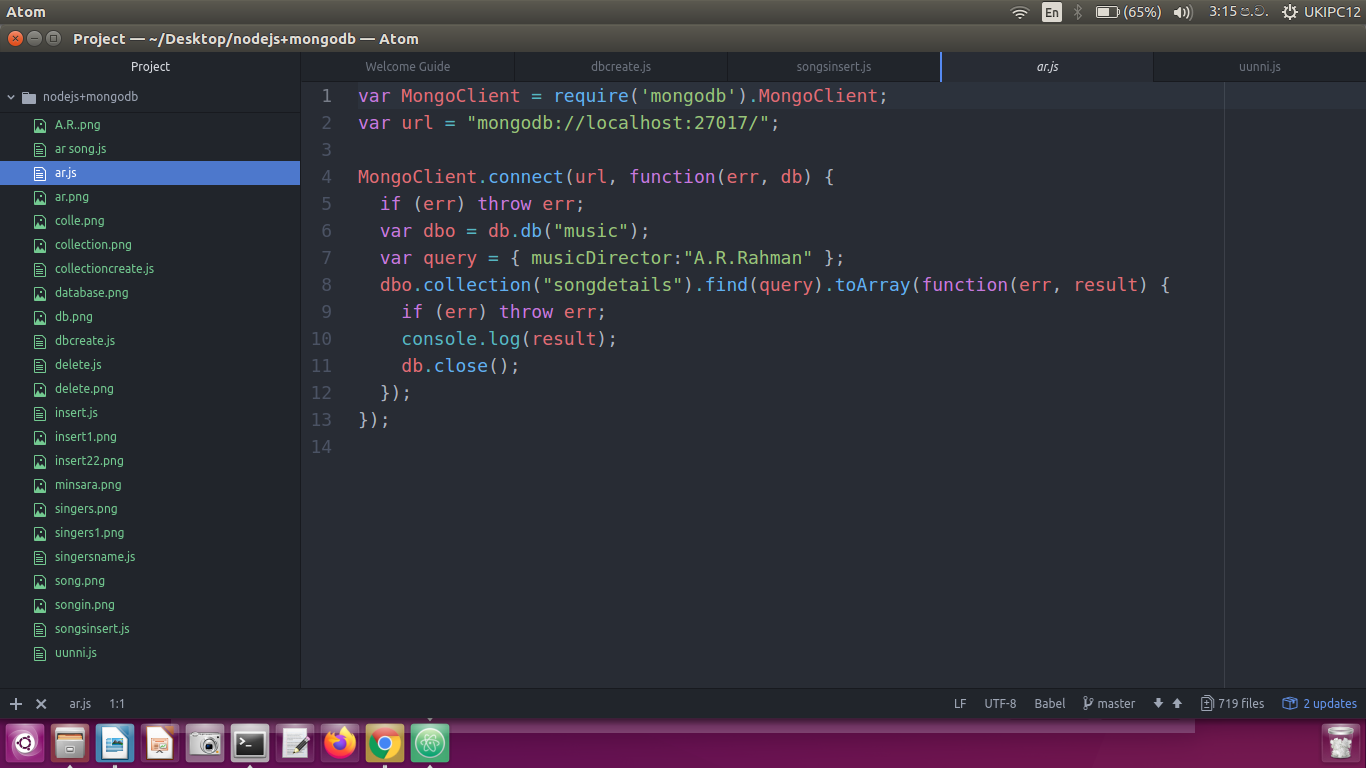 Atom
En
(65%)
3:15 ප.ව.
UKIPC12
Project — ~/Desktop/nodejs+mongodb — Atom
Project
Welcome Guide
dbcreate.js
songsinsert.js
ar.js
uunni.js
nodejs+mongodb
A.R..png
ar song.js
ar.js
ar.png
colle.png
collection.png
collectioncreate.js
database.png
db.png
dbcreate.js
delete.js
delete.png
insert.js
insert1.png
insert22.png
minsara.png
singers.png
singers1.png
singersname.js
song.png
songin.png
songsinsert.js
uunni.js
1 var MongoClient = require('mongodb').MongoClient;
2 var url = "mongodb://localhost:27017/";
3
4 MongoClient.connect(url, function(err, db) {
5   if (err) throw err;
6   var dbo = db.db("music");
7   var query = { musicDirector:"A.R.Rahman" };
8   dbo.collection("songdetails").find(query).toArray(function(err, result) {
9     if (err) throw err;
10     console.log(result);
11     db.close();
12   });
13 });
14
ar.js 1:1
LF UTF-8 Babel master 719 files 2 updates